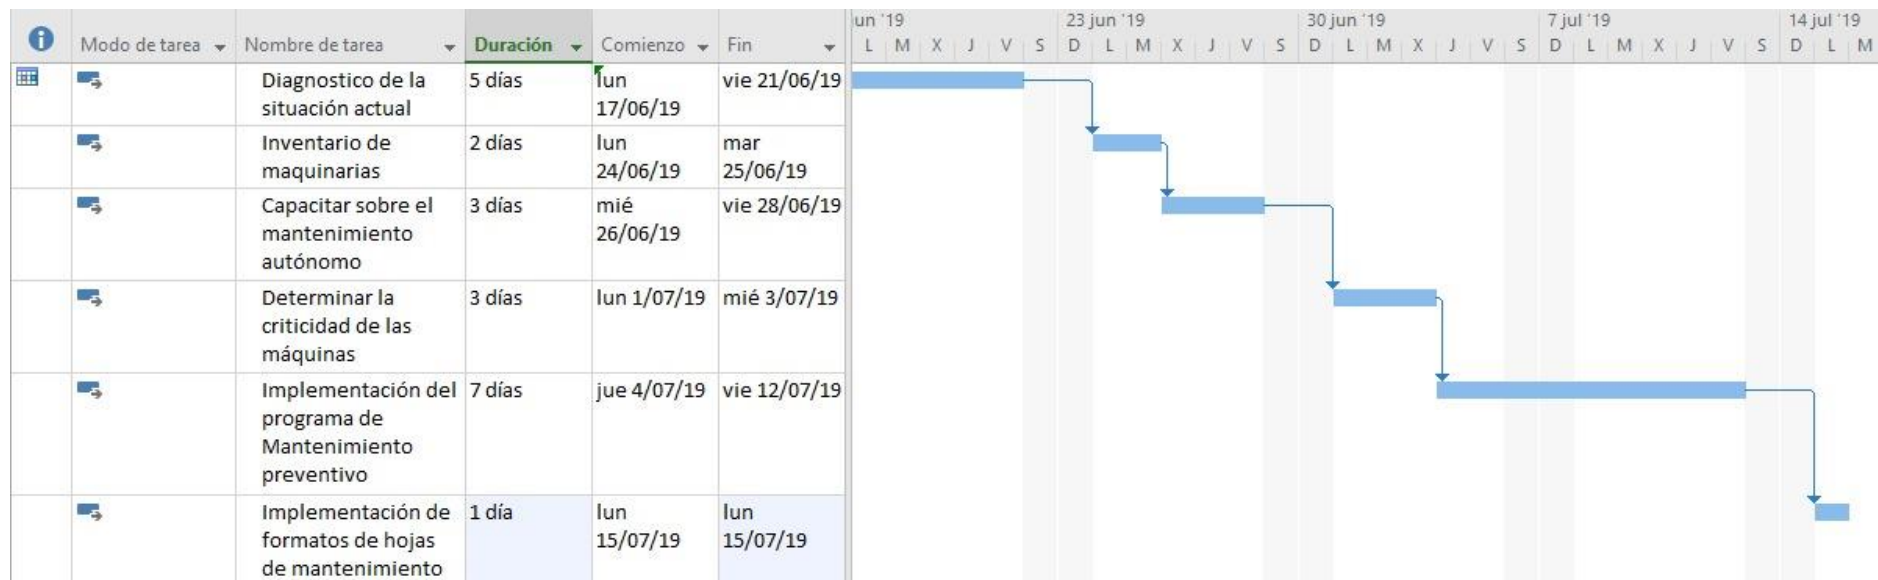 Modo de tarea Nombre de tarea Duración Comienzo Fin
un '19 23 jun '19 30 jun '19 7 jul '19 14 jul '19
L M X J V S D L M X J V S D L M X J V S D L M X J V S D L M
Diagnostico de la 5 días lun vie 21/06/19
situación actual 17/06/19
Inventario de 2 días lun mar
maquinarias 24/06/19 25/06/19
Capacitar sobre el 3 días mié vie 28/06/19
mantenimiento 26/06/19
autónomo
Determinar la 3 días lun 1/07/19 mié 3/07/19
criticidad de las
máquinas
Implementación del 7 días jue 4/07/19 vie 12/07/19
programa de
Mantenimiento
preventivo
Implementación de 1 día lun lun
formatos de hojas 15/07/19 15/07/19
de mantenimiento